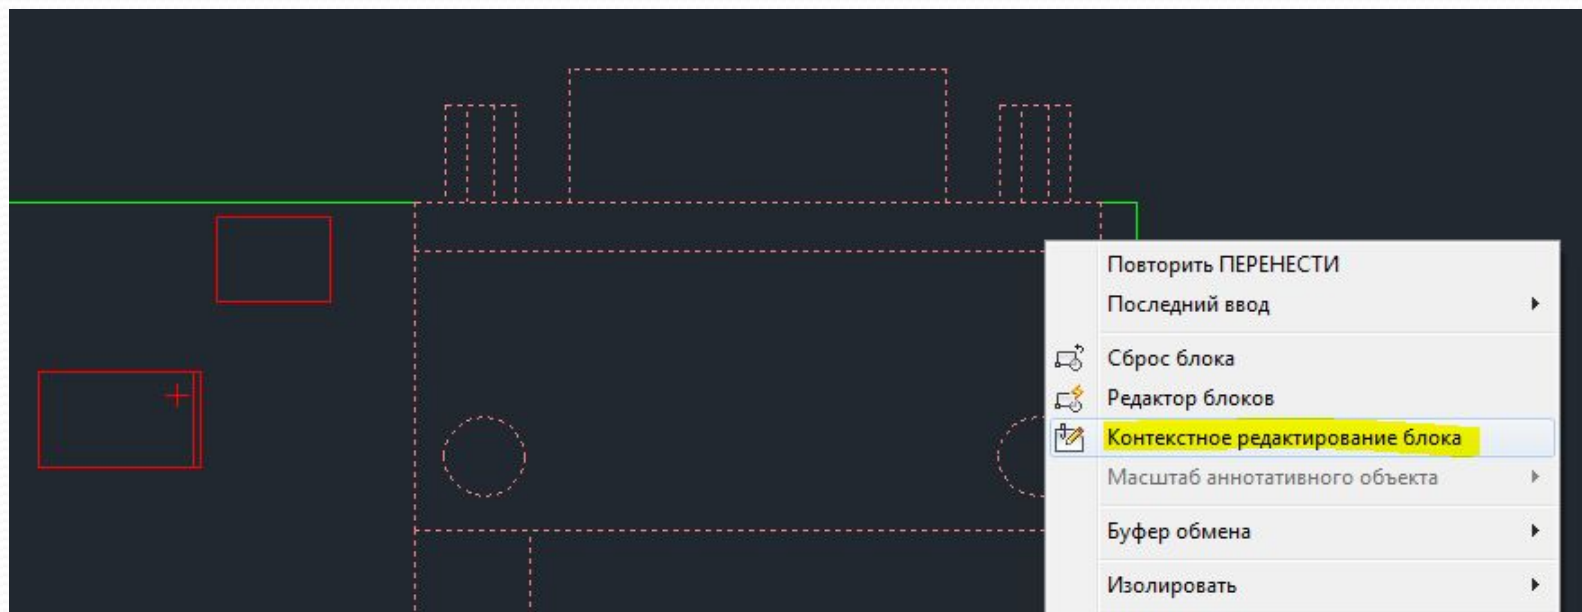 Повторить ПЕРЕНЕСТИ
Последний ввод
Сброс блока
Редактор блоков
Контекстное редактирование блока
Масштаб аннотативного объекта
Буфер обмена
Изолировать